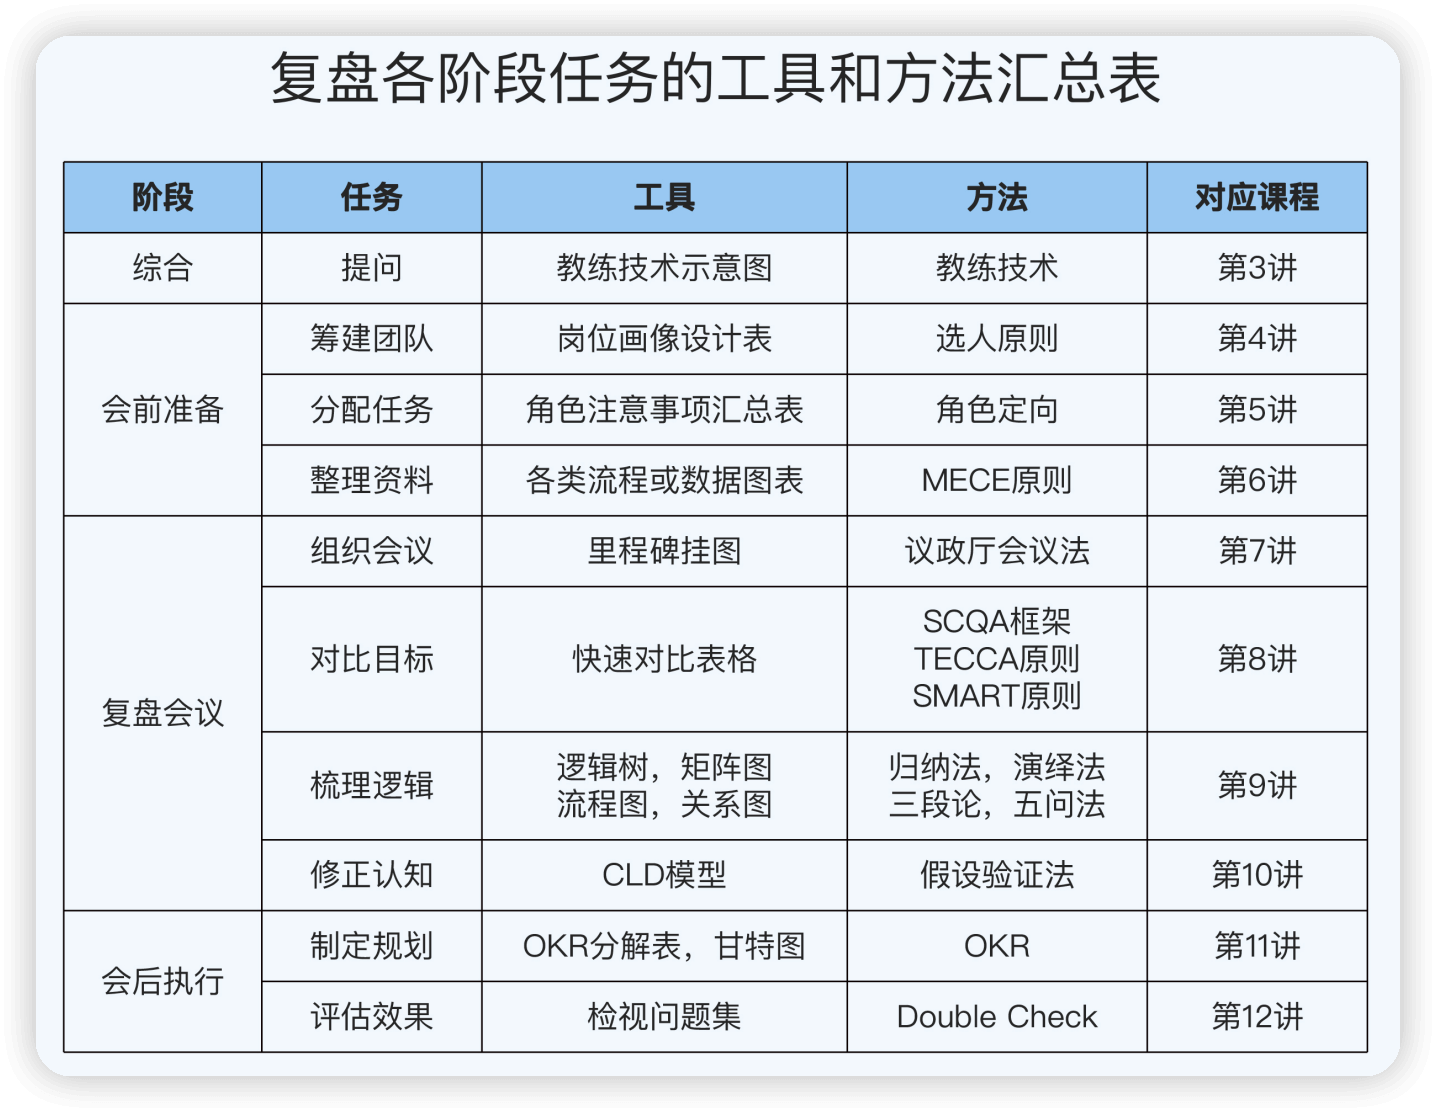 复盘各阶段任务的工具和方法汇总表
阶段 任务 工具 方法 对应课程
综合 提问 教练技术示意图 教练技术 第3讲
会前准备
筹建团队 岗位画像设计表 选人原则 第4讲
分配任务 角色注意事项汇总表 角色定向 第5讲
整理资料 各类流程或数据图表 MECE原则 第6讲
复盘会议
组织会议 里程碑挂图 议政厅会议法 第7讲
对比目标 快速对比表格
SCQA框架
TECCA原则
SMART原则
第8讲
梳理逻辑
逻辑树，矩阵图
流程图，关系图
归纳法，演绎法
三段论，五问法
第9讲
修正认知 CLD模型 假设验证法 第10讲
会后执行
制定规划 OKR分解表，甘特图 OKR 第11讲
评估效果 检视问题集 Double Check 第12讲